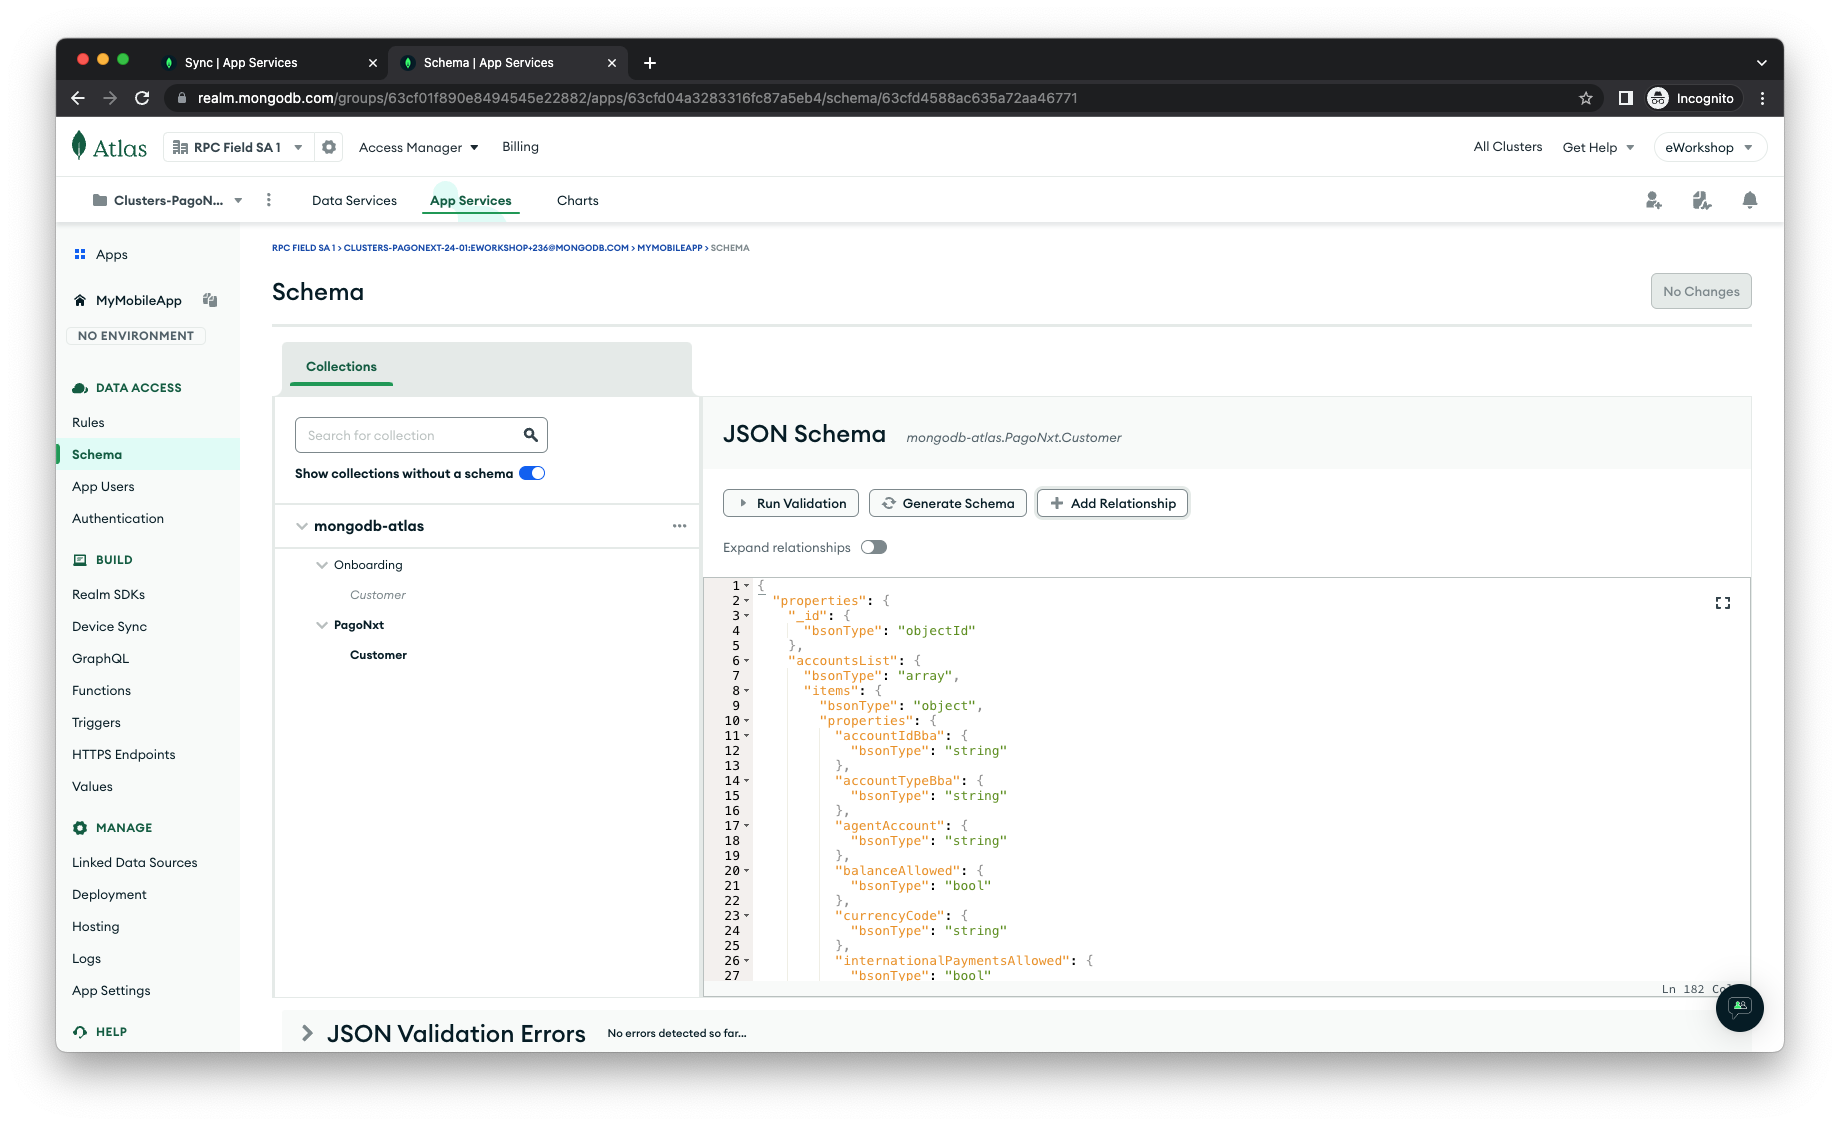 Sync | App Services
Schema | App Services
realm.mongodb.com/groups/63cf01f890e8494545e22882/apps/63cfd04a3283316fc87a5eb4/schema/63cfd4588ac635a72aa46771
Incognito
Atlas
RPC Field SA 1
Access Manager
Billing
All Clusters
Get Help
eWorkshop
Clusters-PagoN...
Data Services
App Services
Charts
Apps
MyMobileApp
NO ENVIRONMENT
DATA ACCESS
Rules
Schema
App Users
Authentication
BUILD
Realm SDKs
Device Sync
GraphQL
Functions
Triggers
HTTPS Endpoints
Values
MANAGE
Linked Data Sources
Deployment
Hosting
Logs
App Settings
HELP
RPC FIELD SA 1 > CLUSTERS-PAGONEXT-24-01:EWORKSHOP+236@MONGODB.COM > MYMOBILEAPP > SCHEMA
Schema
No Changes
Collections
Search for collection
Show collections without a schema
mongodb-atlas
Onboarding
Customer
PagoNxt
Customer
JSON Schema mongodb-atlas.PagoNxt.Customer
Run Validation
Generate Schema
Add Relationship
Expand relationships
1 {
2 "properties": {
3 "_id": {
4 "bsonType": "objectId"
5 },
6 "accountsList": {
7 "bsonType": "array",
8 "items": {
9 "bsonType": "object",
10 "properties": {
11 "accountIdBba": {
12 "bsonType": "string"
13 },
14 "accountTypeBba": {
15 "bsonType": "string"
16 },
17 "agentAccount": {
18 "bsonType": "string"
19 },
20 "balanceAllowed": {
21 "bsonType": "bool"
22 },
23 "currencyCode": {
24 "bsonType": "string"
25 },
26 "internationalPaymentsAllowed": {
27 "bsonType": "bool"
Ln 182
JSON Validation Errors
No errors detected so far...